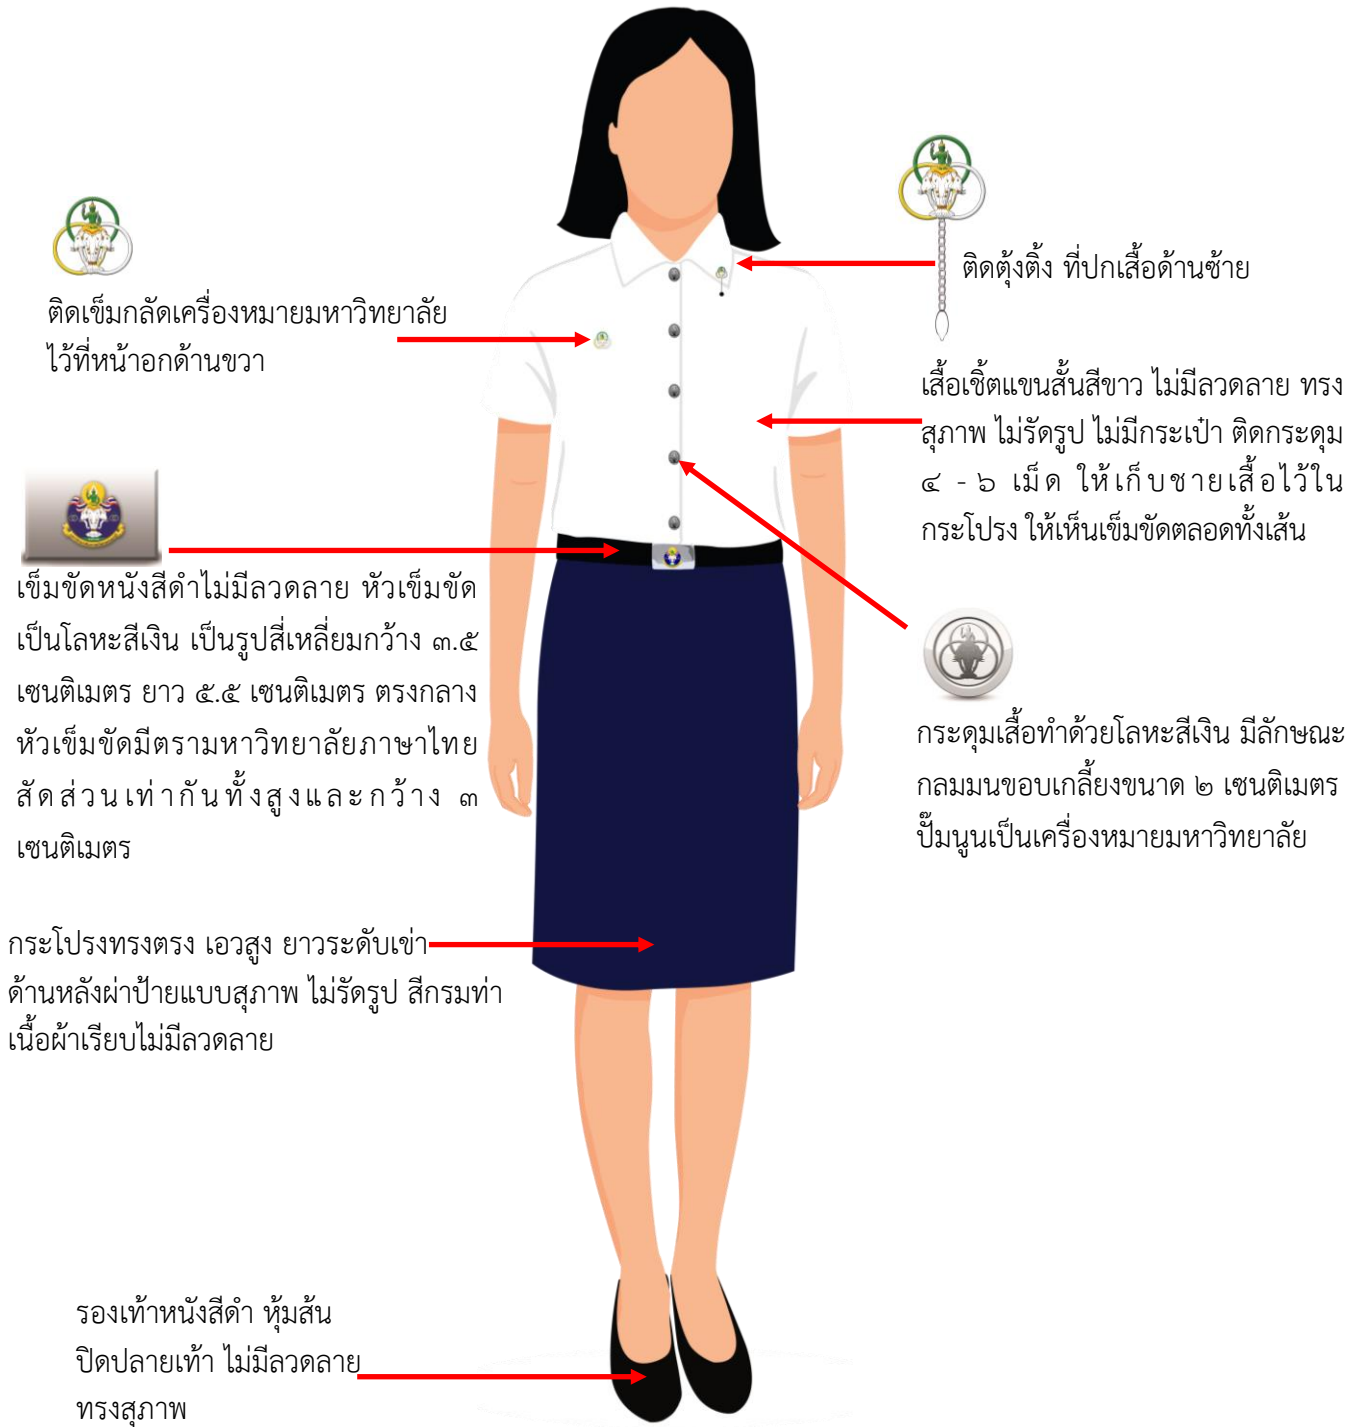 ติดเข็มกลัดเครื่องหมายมหาวิทยาลัย
ไว้ที่หน้าอกด้านขวา
ติดตุ้งติ้ง ที่ปกเสื้อด้านซ้าย
เสื้อเชิ้ตแขนสั้นสีขาว ไม่มีลวดลาย ทรง
สุภาพ ไม่รัดรูป ไม่มีกระเป๋า ติดกระดุม
๔ - ๖ เม็ด ให้เก็บชายเสื้อไว้ใน
กระโปรง ให้เห็นเข็มขัดตลอดทั้งเส้น
เข็มขัดหนังสีดำไม่มีลวดลาย หัวเข็มขัด
เป็นโลหะสีเงิน เป็นรูปสี่เหลี่ยมกว้าง ๓.๕
เซนติเมตร ยาว ๕.๕ เซนติเมตร ตรงกลาง
หัวเข็มขัดมีตรามหาวิทยาลัยภาษาไทย
สัดส่วนเท่ากันทั้งสูงและกว้าง ๓
เซนติเมตร
กระดุมเสื้อทำด้วยโลหะสีเงิน มีลักษณะ
กลมมนขอบเกลี้ยงขนาด ๒ เซนติเมตร
ปั๊มนูนเป็นเครื่องหมายมหาวิทยาลัย
กระโปรงทรงตรง เอวสูง ยาวระดับเข่า
ด้านหลังผ่าป้ายแบบสุภาพ ไม่รัดรูป สีกรมท่า
เนื้อผ้าเรียบไม่มีลวดลาย
รองเท้าหนังสีดำ หุ้มส้น
ปิดปลายเท้า ไม่มีลวดลาย
ทรงสุภาพ